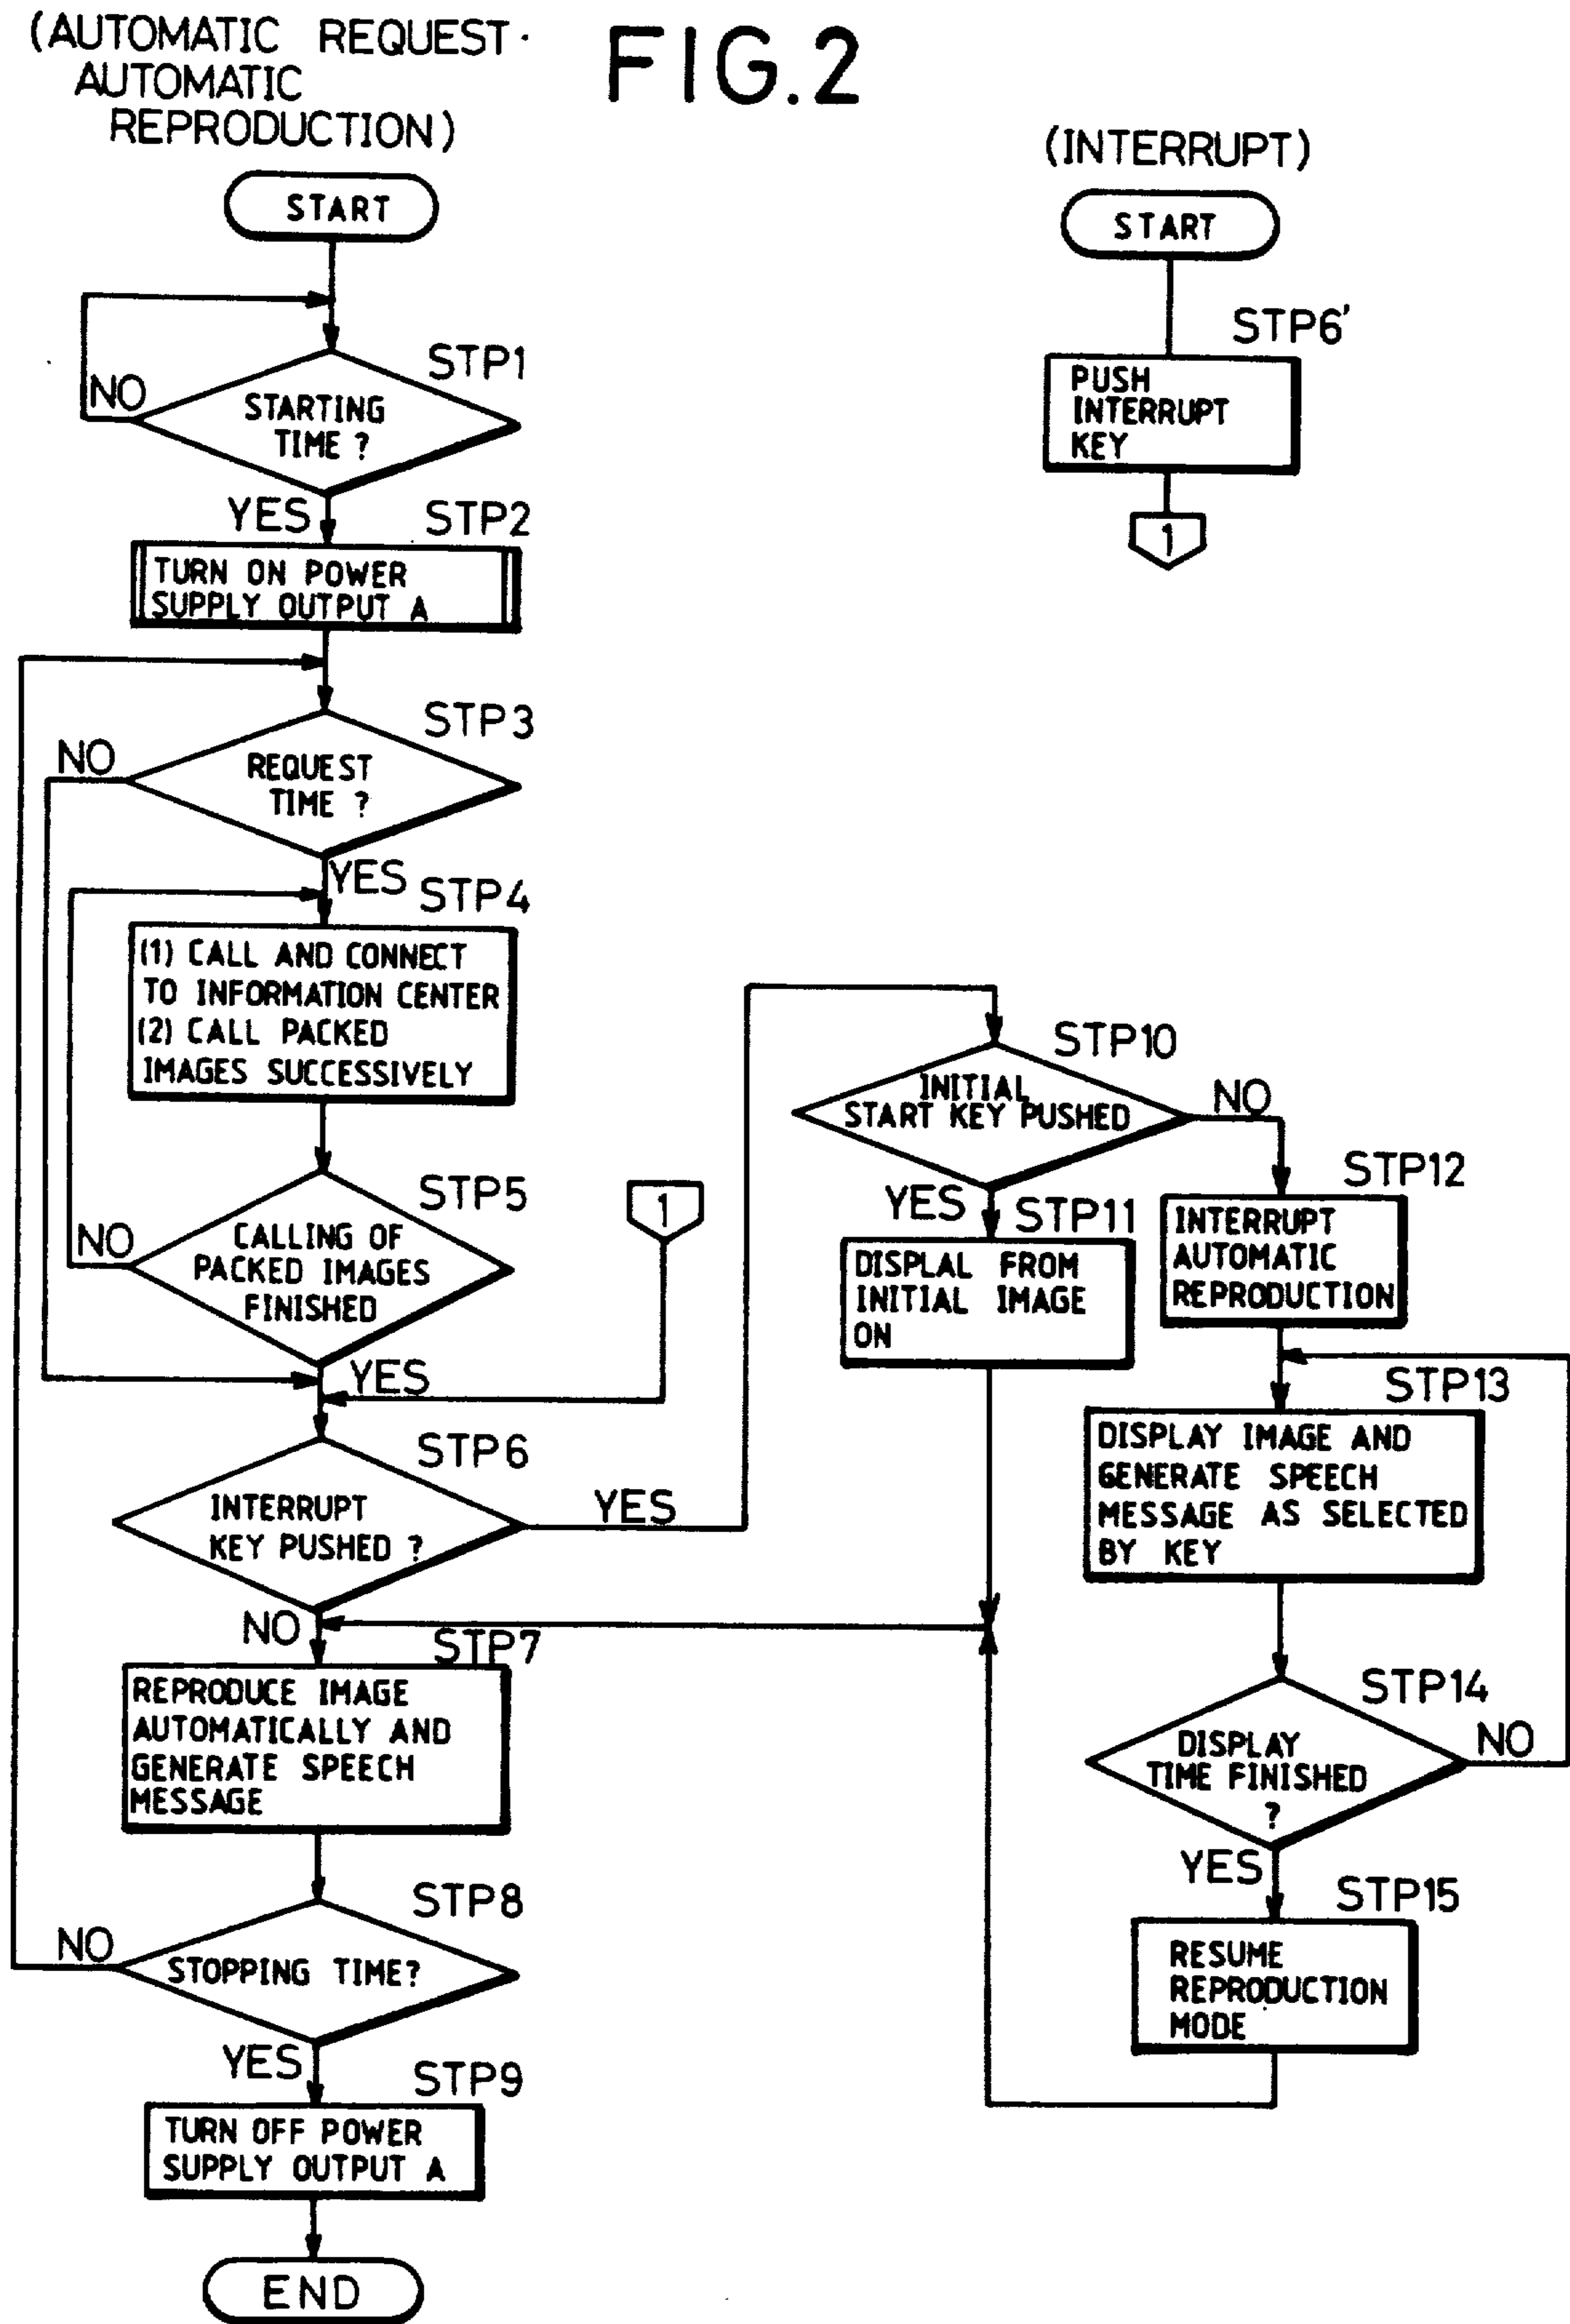 (AUTOMATIC REQUEST·
AUTOMATIC
REPRODUCTION)
FIG.2
START
STP1
NO
STARTING
TIME ?
YES
STP2
TURN ON POWER
SUPPLY OUTPUT A
STP3
NO
REQUEST
TIME ?
YES
STP4
(1) CALL AND CONNECT
TO INFORMATION CENTER
(2) CALL PACKED
IMAGES SUCCESSIVELY
STP5
NO
CALLING OF
PACKED IMAGES
FINISHED
YES
1
STP6
INTERRUPT
KEY PUSHED ?
YES
NO
STP7
REPRODUCE IMAGE
AUTOMATICALLY AND
GENERATE SPEECH
MESSAGE
STP8
NO
STOPPING TIME?
YES
STP9
TURN OFF POWER
SUPPLY OUTPUT A
END
(INTERRUPT)
START
STP6'
PUSH
INTERRUPT
KEY
1
STP10
INITIAL
START KEY PUSHED
NO
YES
STP11
DISPLAL FROM
INITIAL IMAGE
ON
STP12
INTERRUPT
AUTOMATIC
REPRODUCTION
STP13
DISPLAY IMAGE AND
GENERATE SPEECH
MESSAGE AS SELECTED
BY KEY
STP14
DISPLAY
TIME FINISHED
?
NO
YES
STP15
RESUME
REPRODUCTION
MODE